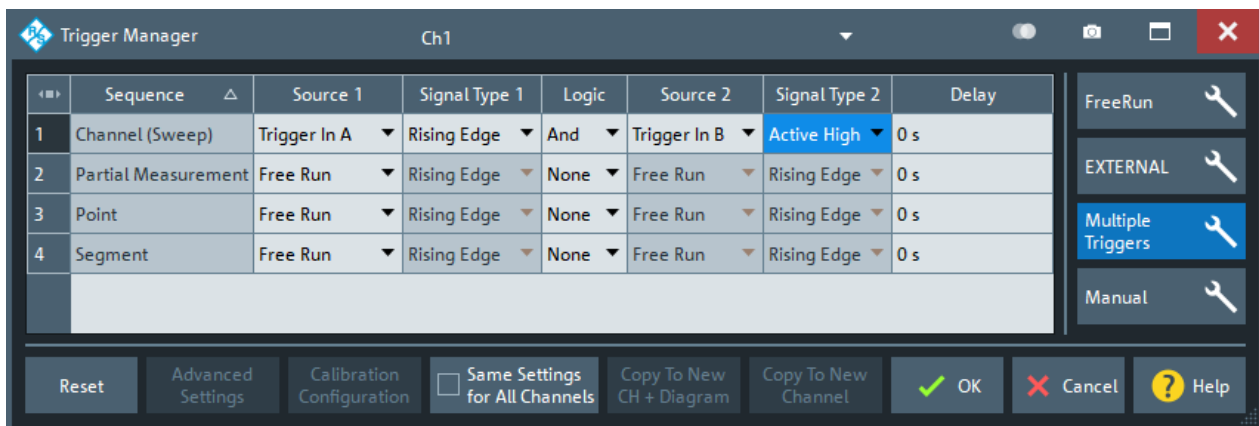 R/S Trigger Manager Ch1
Sequence Source 1 Signal Type 1 Logic Source 2 Signal Type 2 Delay
1 Channel (Sweep) Trigger In A Rising Edge And Trigger In B Active High 0 s
2 Partial Measurement Free Run Rising Edge None Free Run Rising Edge 0 s
3 Point Free Run Rising Edge None Free Run Rising Edge 0 s
4 Segment Free Run Rising Edge None Free Run Rising Edge 0 s
FreeRun
EXTERNAL
Multiple
Triggers
Manual
Reset
Advanced
Settings
Calibration
Configuration
Same Settings
for All Channels
Copy To New
CH + Diagram
Copy To New
Channel
OK
Cancel
? Help